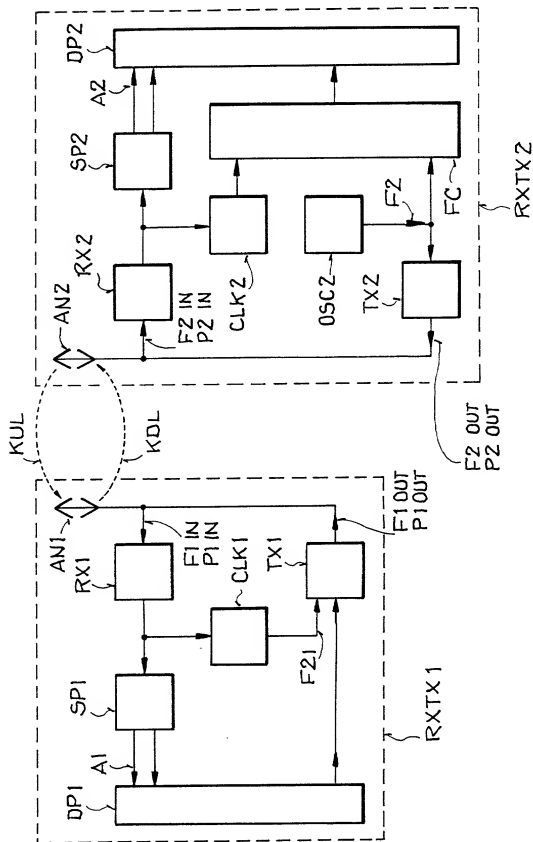 KUL
AN1
KDL
AN2
RX1
F1 IN
P1 IN
SP1
A1
DP1
CLK1
F21
TX1
F1 OUT
P1 OUT
RXTX1
RX2
F2 IN
P2 IN
SP2
A2
DP2
CLK2
OSC2
F2
FC
TX2
F2 OUT
P2 OUT
RXTX2